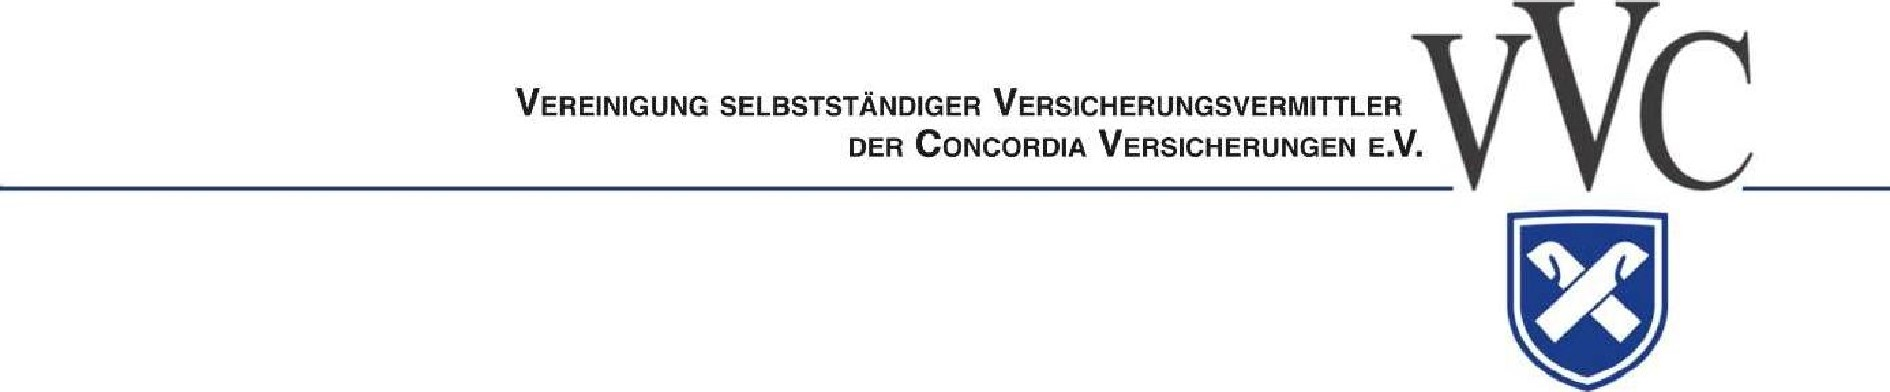 VEREINIGUNG SELBSTSTÄNDIGER VERSICHERUNGSVERMITTLER
DER CONCORDIA VERSICHERUNGEN E.V.
VVC